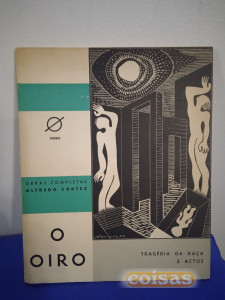 OBRAS COMPLETAS
ALFREDO CORTEZ
O
OIRO
TRAGÉDIA DA RAÇA
3 ACTOS
coisas